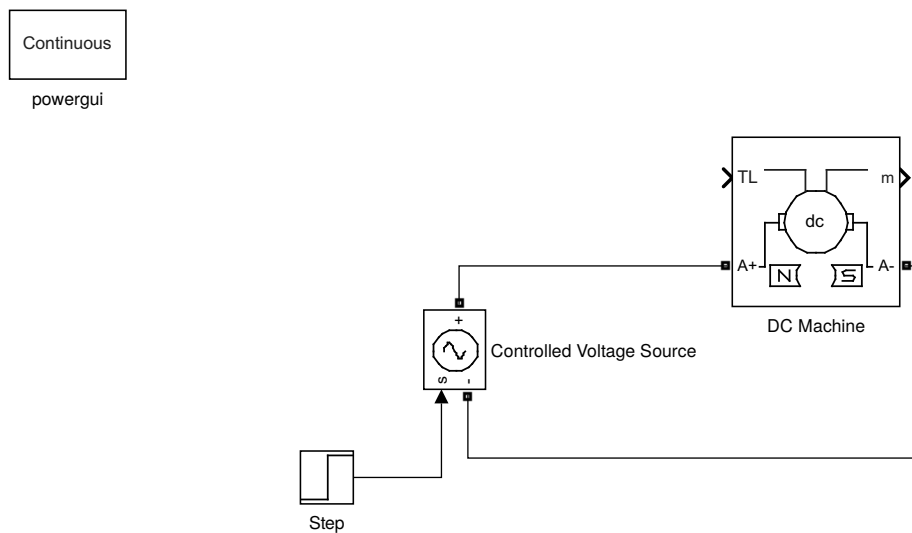 Continuous
powergui
TL
m
dc
A+
N
S
A-
DC Machine
+
Controlled Voltage Source
s
-
Step